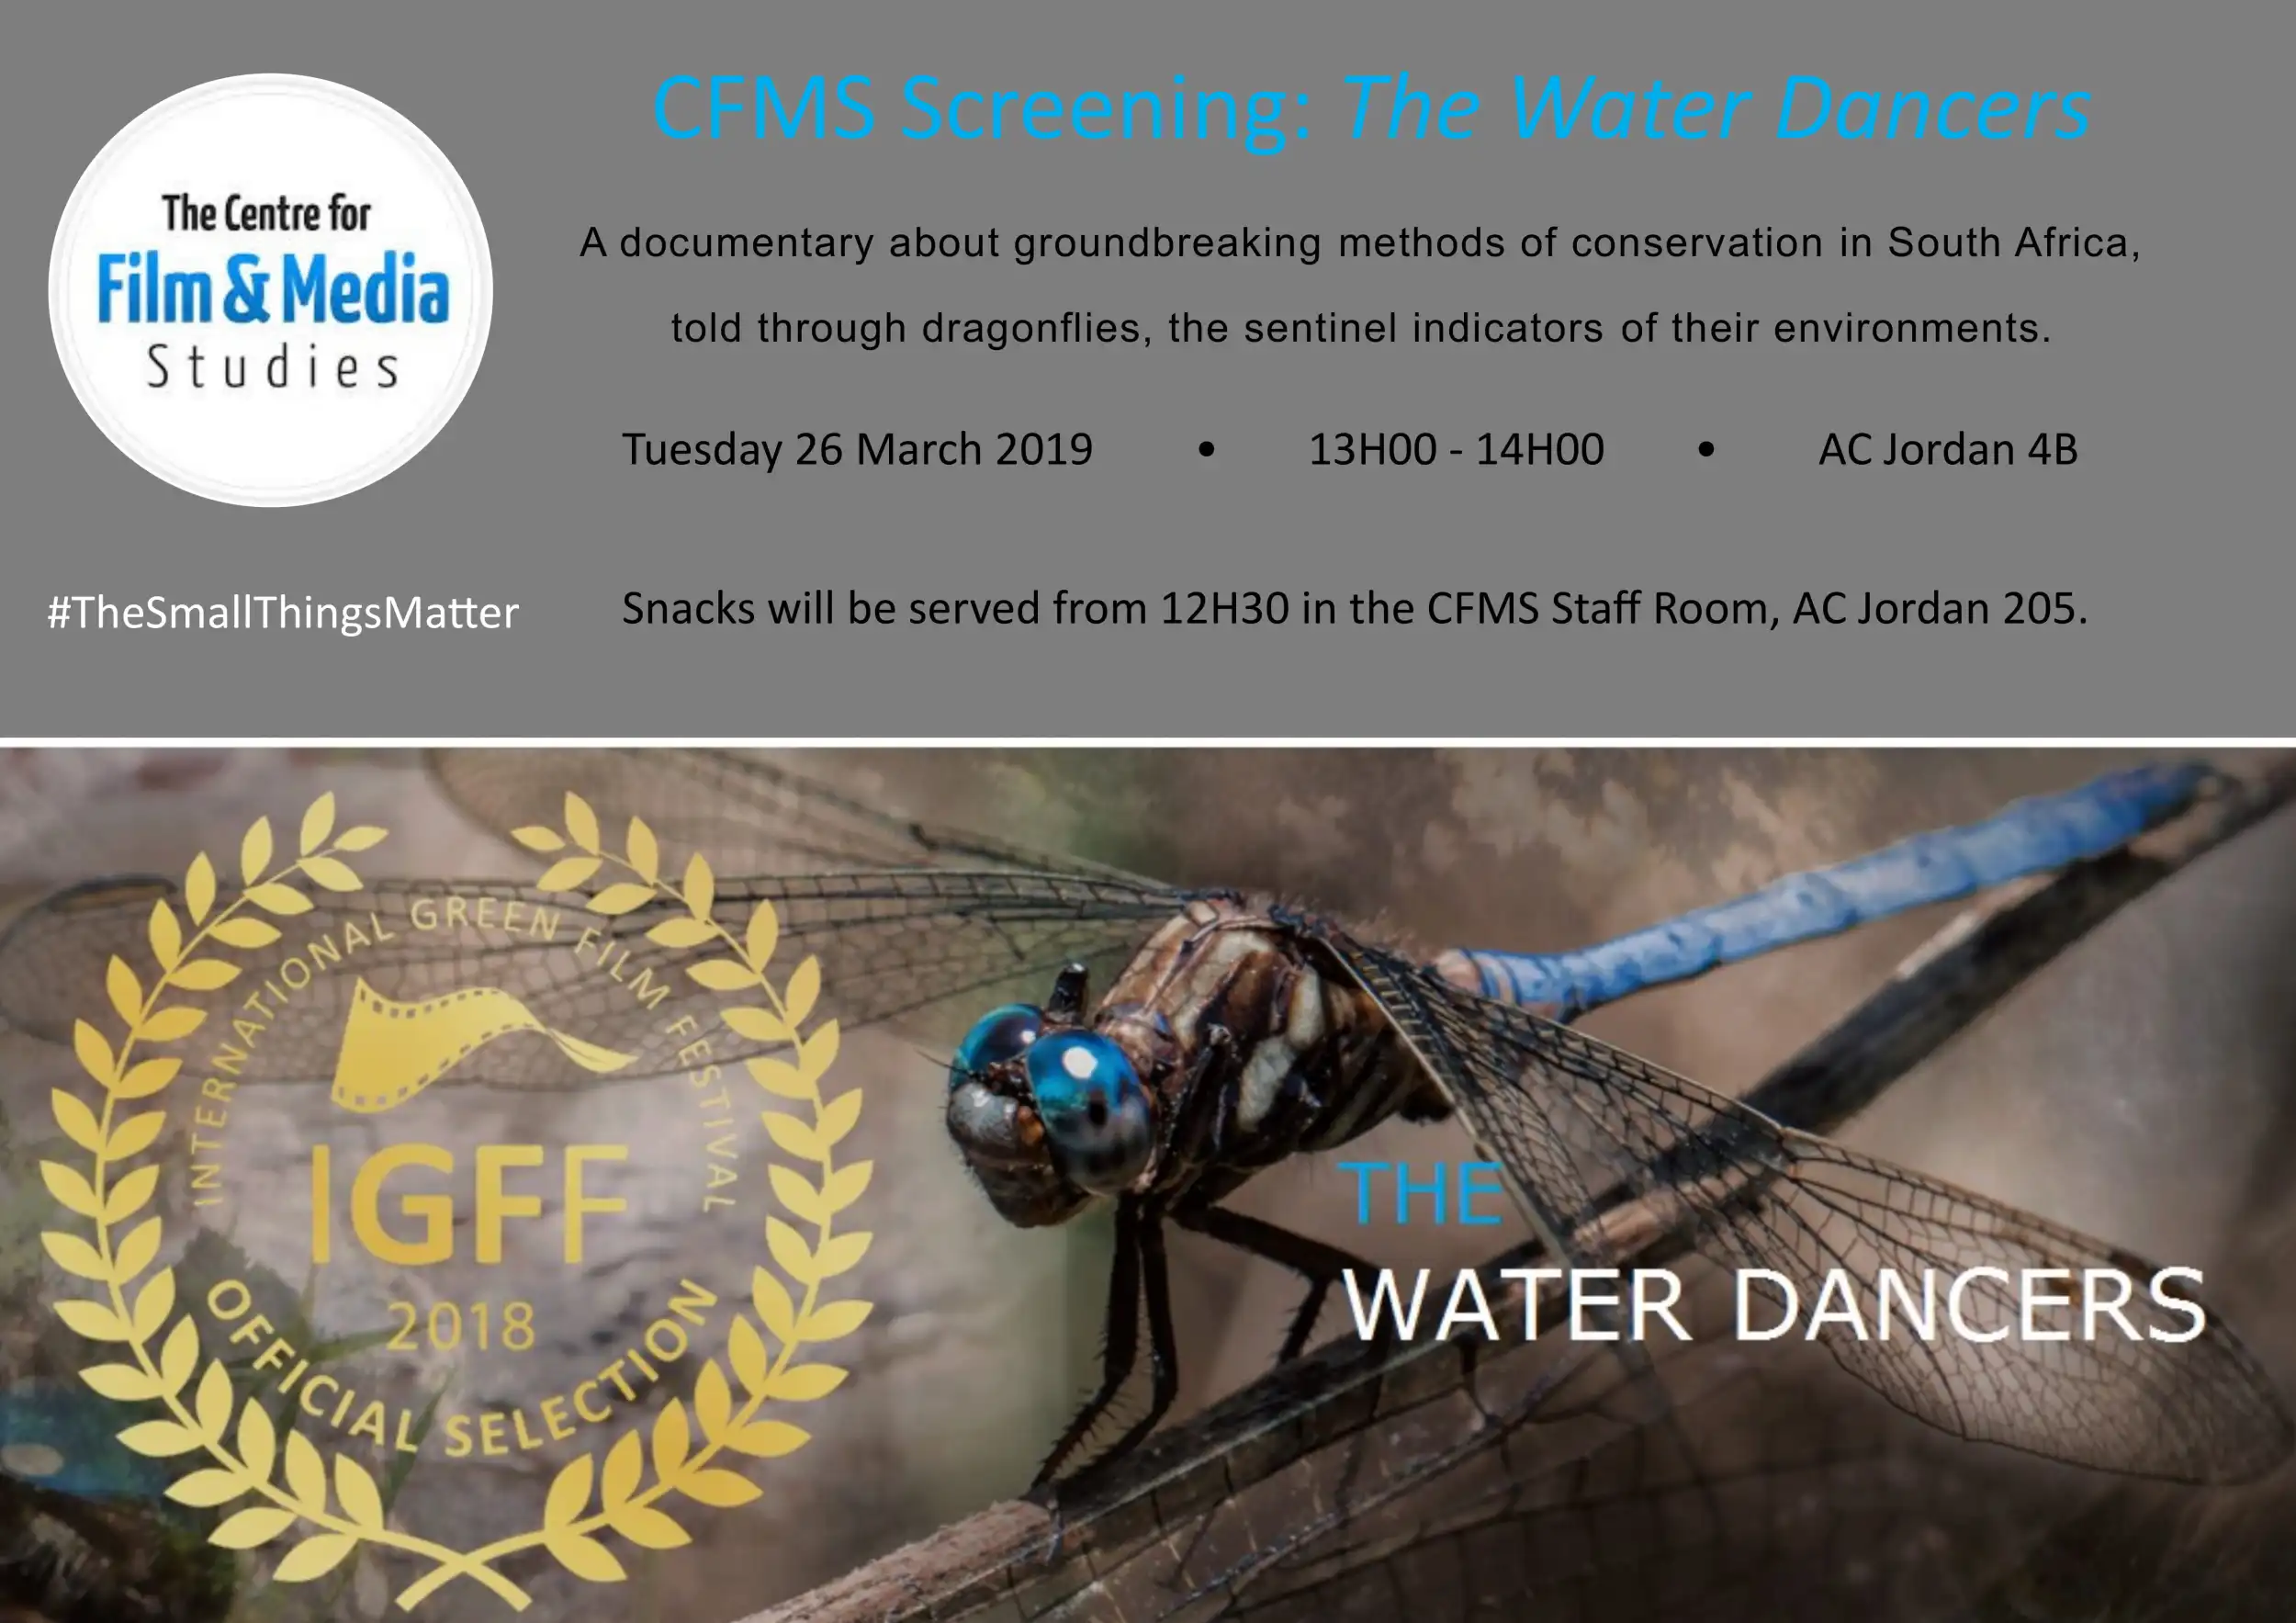 CFMS Screening: The Water Dancers
The Centre for
Film & Media
Studies
A documentary about groundbreaking methods of conservation in South Africa,
told through dragonflies, the sentinel indicators of their environments.
Tuesday 26 March 2019 • 13H00 - 14H00 • AC Jordan 4B
#TheSmallThingsMatter
Snacks will be served from 12H30 in the CFMS Staff Room, AC Jordan 205.
INTERNATIONAL GREEN FILM FESTIVAL
IGFF
2018
OFFICIAL SELECTION
THE
WATER DANCERS